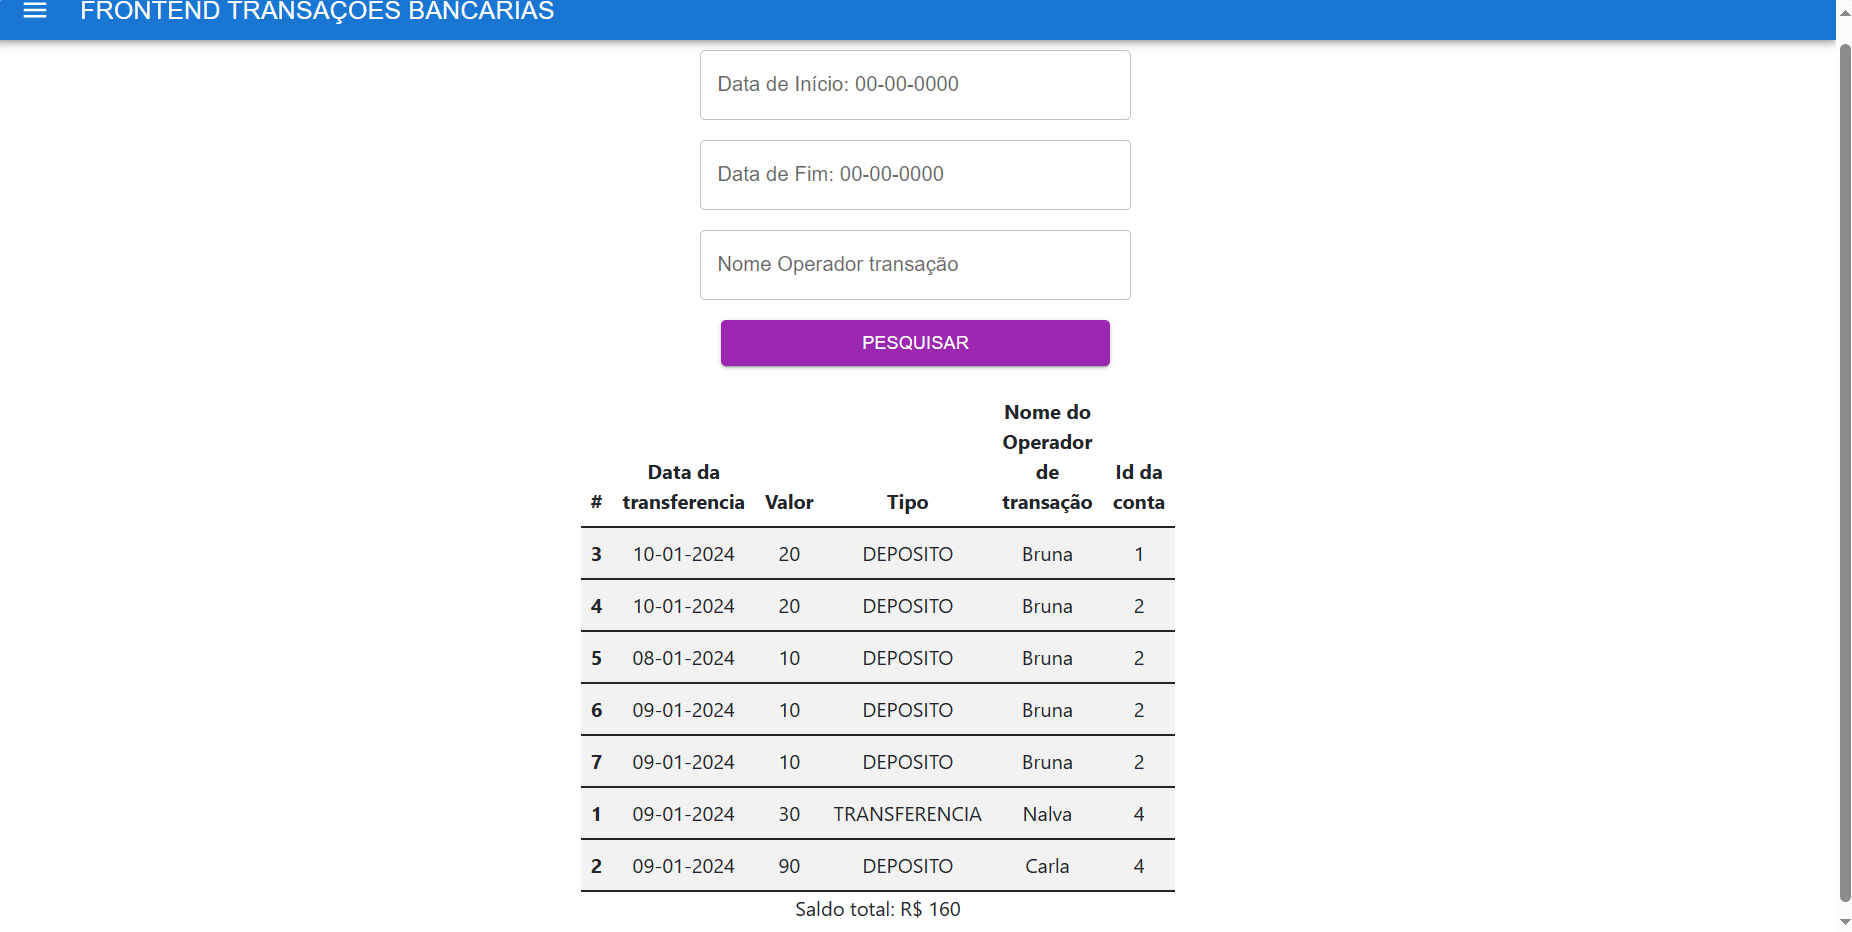 FRONTEND TRANSAÇÕES BANCÁRIAS
Data de Início: 00-00-0000
Data de Fim: 00-00-0000
Nome Operador transação
PESQUISAR
# Data da transferencia Valor Tipo Nome do Operador de transação Id da conta
3 10-01-2024 20 DEPOSITO Bruna 1
4 10-01-2024 20 DEPOSITO Bruna 2
5 08-01-2024 10 DEPOSITO Bruna 2
6 09-01-2024 10 DEPOSITO Bruna 2
7 09-01-2024 10 DEPOSITO Bruna 2
1 09-01-2024 30 TRANSFERENCIA Nalva 4
2 09-01-2024 90 DEPOSITO Carla 4
Saldo total: R$ 160